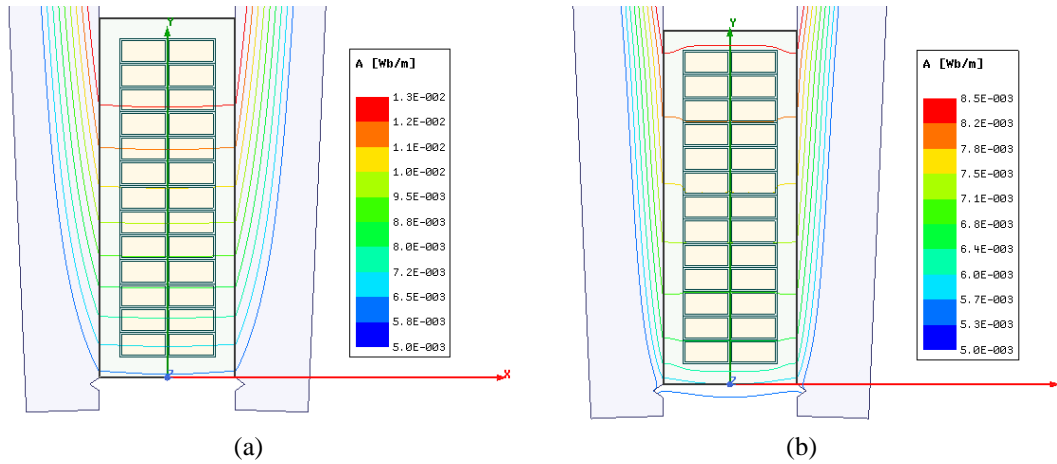 Y
A [Wb/m]
1.3E-002
1.2E-002
1.1E-002
1.0E-002
9.5E-003
8.8E-003
8.0E-003
7.2E-003
6.5E-003
5.8E-003
5.0E-003
X
Z
(a)
Y
A [Wb/m]
8.5E-003
8.2E-003
7.8E-003
7.5E-003
7.1E-003
6.8E-003
6.4E-003
6.0E-003
5.7E-003
5.3E-003
5.0E-003
Z
(b)